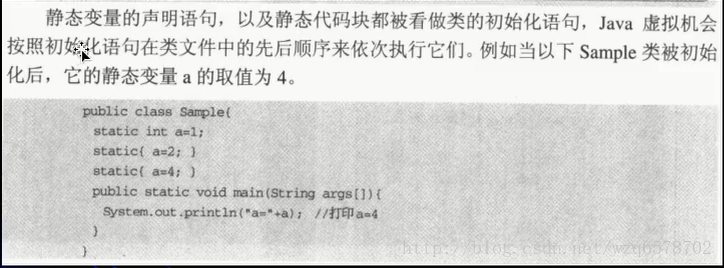 静态变量的声明语句，以及静态代码块都被看做类的初始化语句，Java 虚拟机会
按照初始化语句在类文件中的先后顺序来依次执行它们。例如当以下 Sample 类被初始
化后，它的静态变量 a 的取值为 4。
public class Sample{
static int a=1;
static{ a=2; }
static{ a=4; }
public static void main(String args[]){
System.out.println("a="+a); //打印a=4
}
}
http://blog.csdn.net/wzq6578702